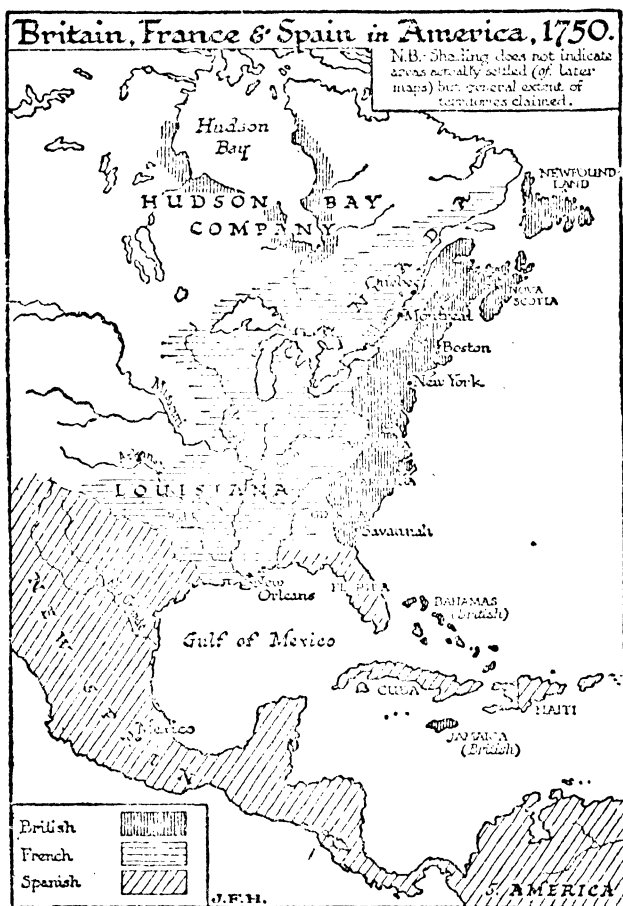 Britain, France & Spain in America, 1750.
N.B.- Shading does not indicate
areas actually settled (cf. later
maps) but general extent of
territories claimed.
Hudson
Bay
NEWFOUND
LAND
HUDSON BAY
COMPANY
Quebec
NOVA
SCOTIA
Montreal
Boston
New York
Missouri
LOUISIANA
Savannah
New
Orleans
FLORIDA
BAHAMAS
(British)
Gulf of Mexico
CUBA
HAITI
Mexico
JAMAICA
(British)
British
French
Spanish
S. AMERICA
J.F.H.